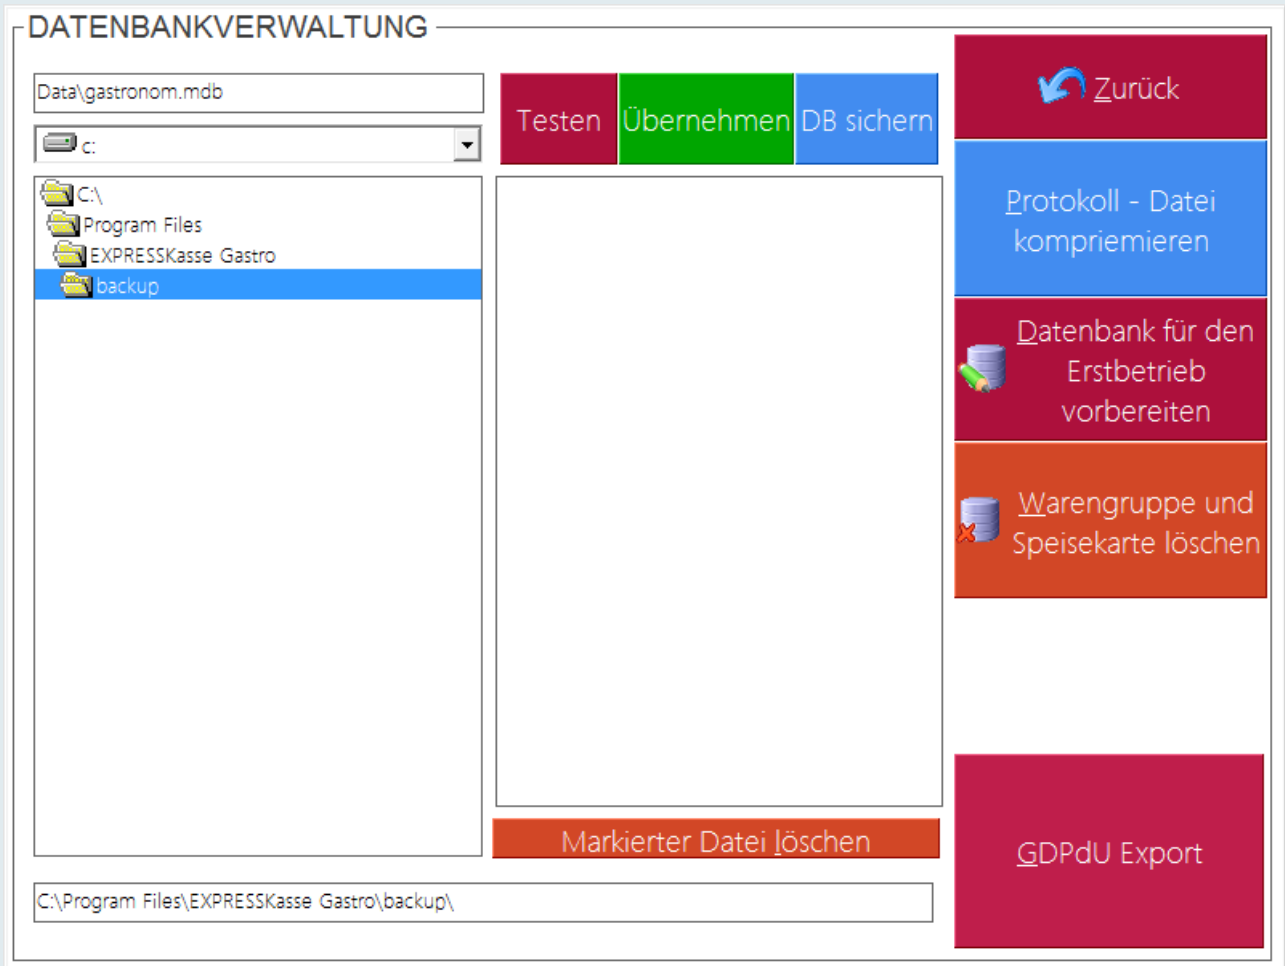 DATENBANKVERWALTUNG
Data\gastronom.mdb
c:
Testen
Übernehmen
DB sichern
C:\
Program Files
EXPRESSKasse Gastro
backup
Markierter Datei löschen
C:\Program Files\EXPRESSKasse Gastro\backup\
Zurück
Protokoll - Datei
kompriemieren
Datenbank für den
Erstbetrieb
vorbereiten
Warengruppe und
Speisekarte löschen
GDPdU Export